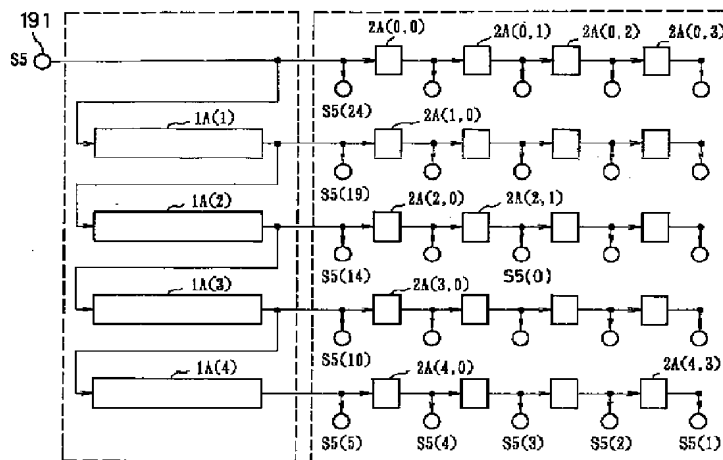 191
S5
2A(0,0)
2A(0,1)
2A(0,2)
2A(0,3)
S5(24)
1A(1)
2A(1,0)
S5(19)
1A(2)
2A(2,0)
2A(2,1)
S5(14)
S5(0)
1A(3)
2A(3,0)
S5(10)
1A(4)
2A(4,0)
2A(4,3)
S5(5)
S5(4)
S5(3)
S5(2)
S5(1)